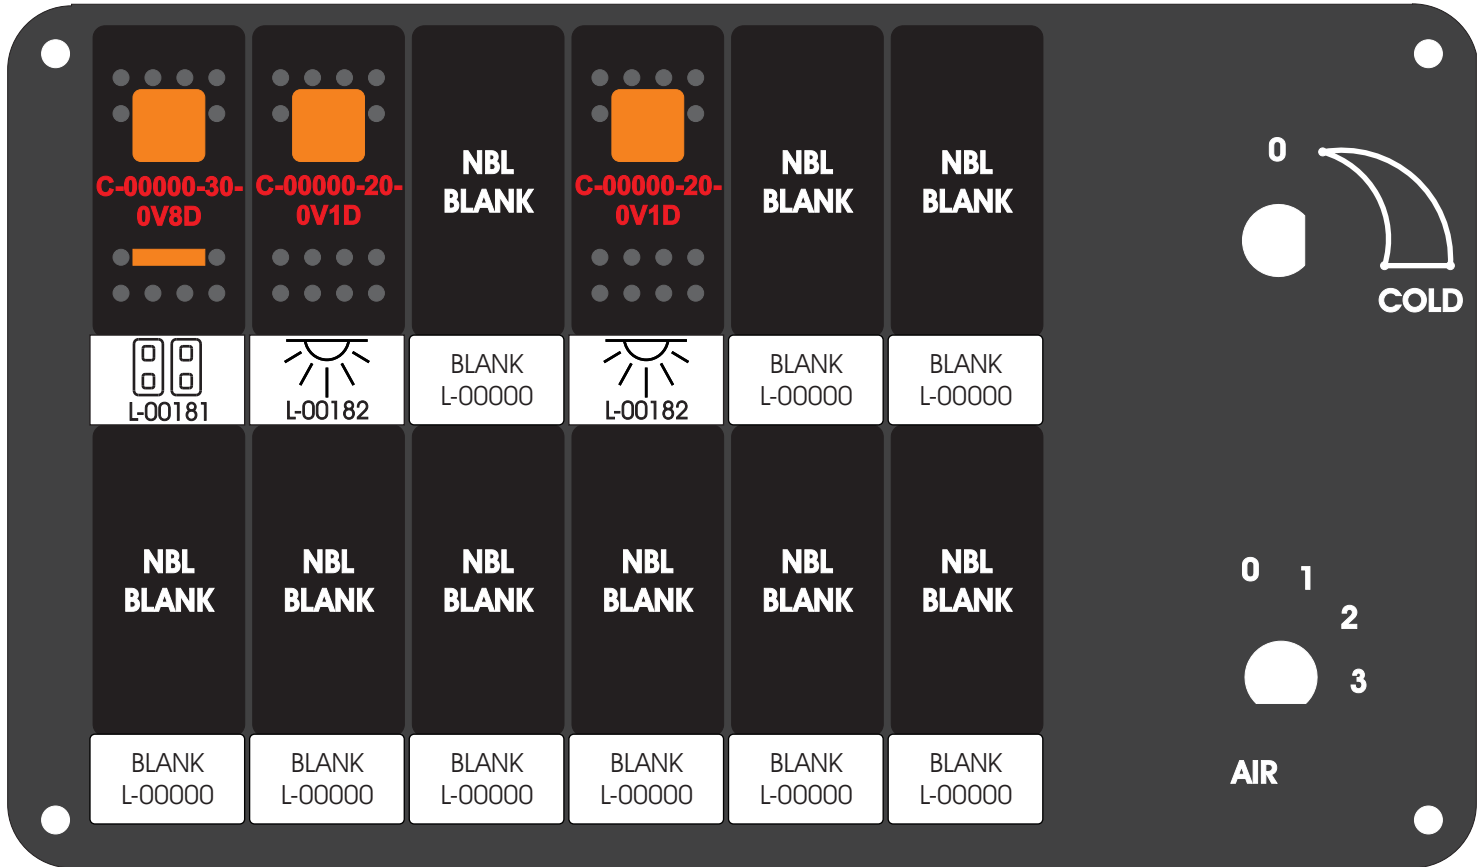 C-00000-30-
0V8D
C-00000-20-
0V1D
NBL
BLANK
C-00000-20-
0V1D
NBL
BLANK
NBL
BLANK
L-00181
L-00182
BLANK
L-00000
L-00182
BLANK
L-00000
BLANK
L-00000
0
COLD
NBL
BLANK
NBL
BLANK
NBL
BLANK
NBL
BLANK
NBL
BLANK
NBL
BLANK
BLANK
L-00000
BLANK
L-00000
BLANK
L-00000
BLANK
L-00000
BLANK
L-00000
BLANK
L-00000
0
1
2
3
AIR